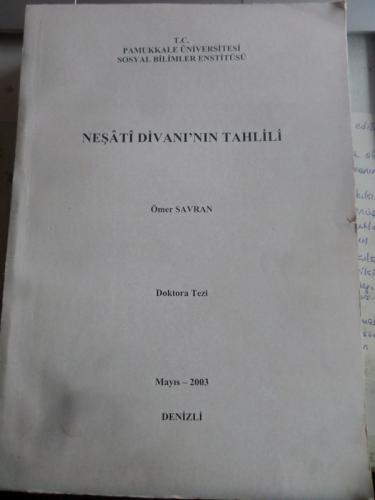 T.C.
PAMUKKALE ÜNİVERSİTESİ
SOSYAL BİLİMLER ENSTİTÜSÜ
NEŞÂTÎ DİVANI'NIN TAHLİLİ
Ömer SAVRAN
Doktora Tezi
Mayıs – 2003
DENİZLİ